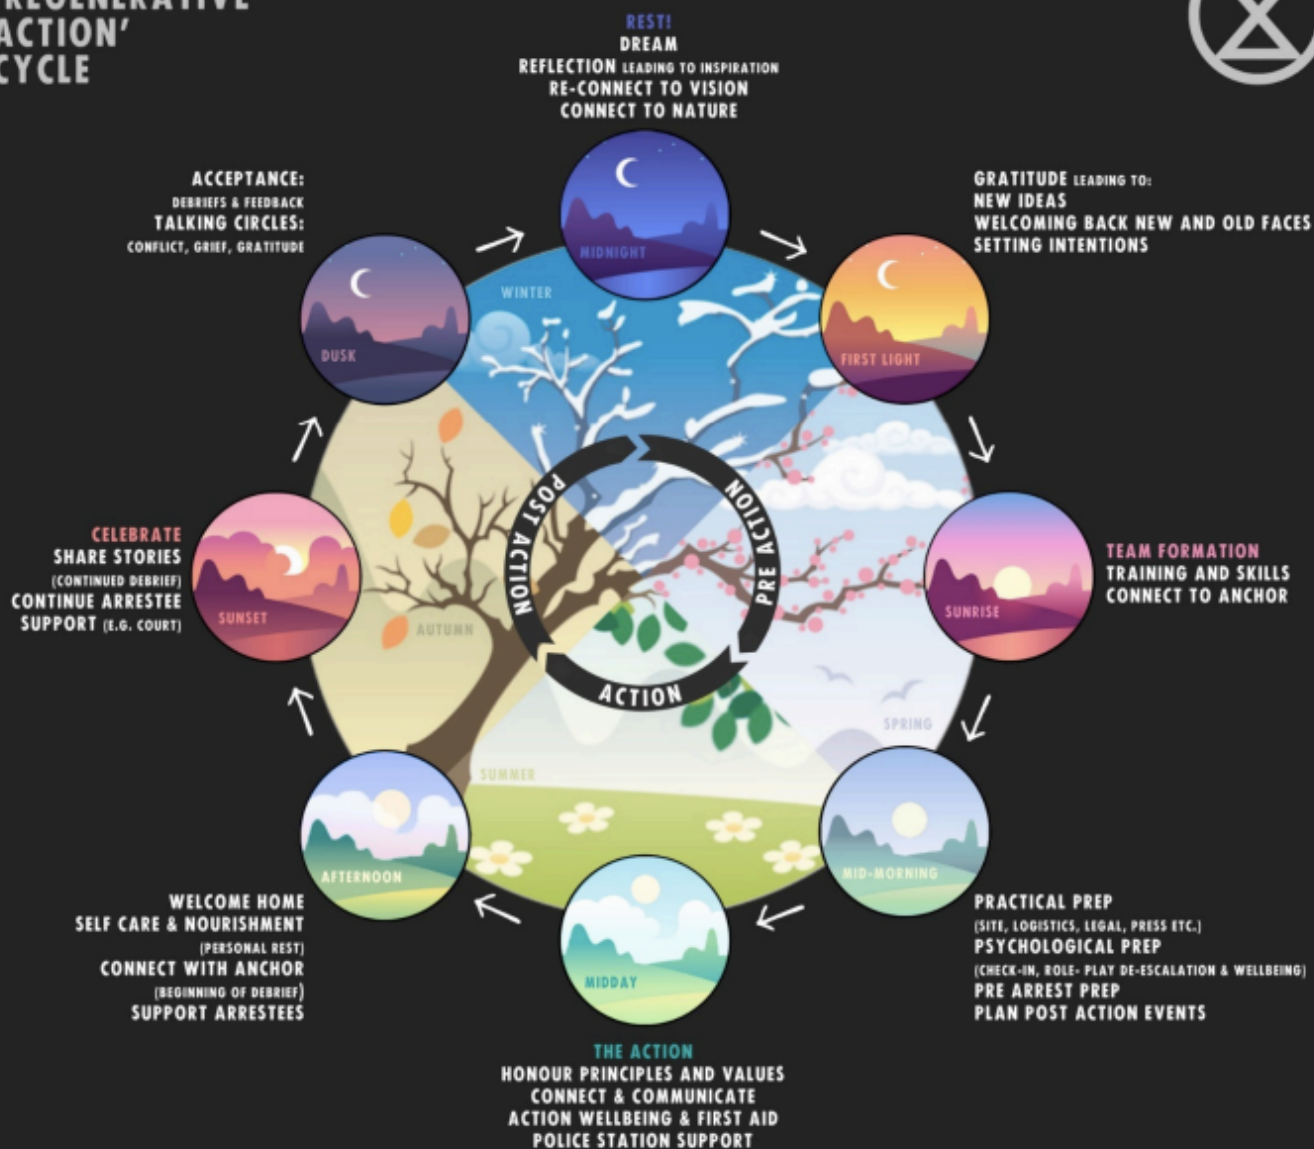 'REGENERATIVE
ACTION'
CYCLE
REST!
DREAM
REFLECTION LEADING TO INSPIRATION
RE-CONNECT TO VISION
CONNECT TO NATURE
MIDNIGHT
GRATITUDE LEADING TO:
NEW IDEAS
WELCOMING BACK NEW AND OLD FACES
SETTING INTENTIONS
FIRST LIGHT
TEAM FORMATION
TRAINING AND SKILLS
CONNECT TO ANCHOR
SUNRISE
PRACTICAL PREP
(SITE, LOGISTICS, LEGAL, PRESS ETC.)
PSYCHOLOGICAL PREP
(CHECK-IN, ROLE- PLAY DE-ESCALATION & WELLBEING)
PRE ARREST PREP
PLAN POST ACTION EVENTS
MID-MORNING
THE ACTION
HONOUR PRINCIPLES AND VALUES
CONNECT & COMMUNICATE
ACTION WELLBEING & FIRST AID
POLICE STATION SUPPORT
MIDDAY
WELCOME HOME
SELF CARE & NOURISHMENT
(PERSONAL REST)
CONNECT WITH ANCHOR
(BEGINNING OF DEBRIEF)
SUPPORT ARRESTEES
AFTERNOON
CELEBRATE
SHARE STORIES
(CONTINUED DEBRIEF)
CONTINUE ARRESTEE
SUPPORT (E.G. COURT)
SUNSET
ACCEPTANCE:
DEBRIEFS & FEEDBACK
TALKING CIRCLES:
CONFLICT, GRIEF, GRATITUDE
DUSK
WINTER
SPRING
SUMMER
AUTUMN
PRE ACTION
ACTION
POST ACTION